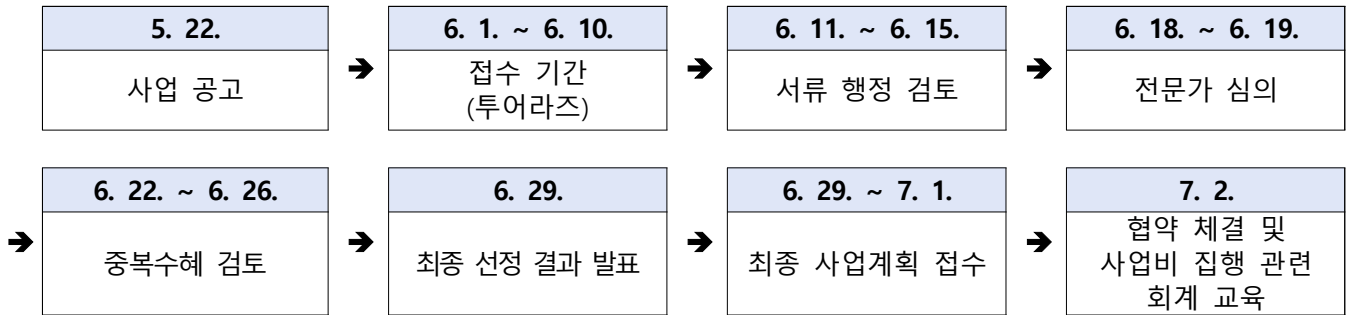 5. 22.
사업 공고
➔
6. 1. ~ 6. 10.
접수 기간
(투어라즈)
➔
6. 11. ~ 6. 15.
서류 행정 검토
➔
6. 18. ~ 6. 19.
전문가 심의
➔
6. 22. ~ 6. 26.
중복수혜 검토
➔
6. 29.
최종 선정 결과 발표
➔
6. 29. ~ 7. 1.
최종 사업계획 접수
➔
7. 2.
협약 체결 및
사업비 집행 관련
회계 교육